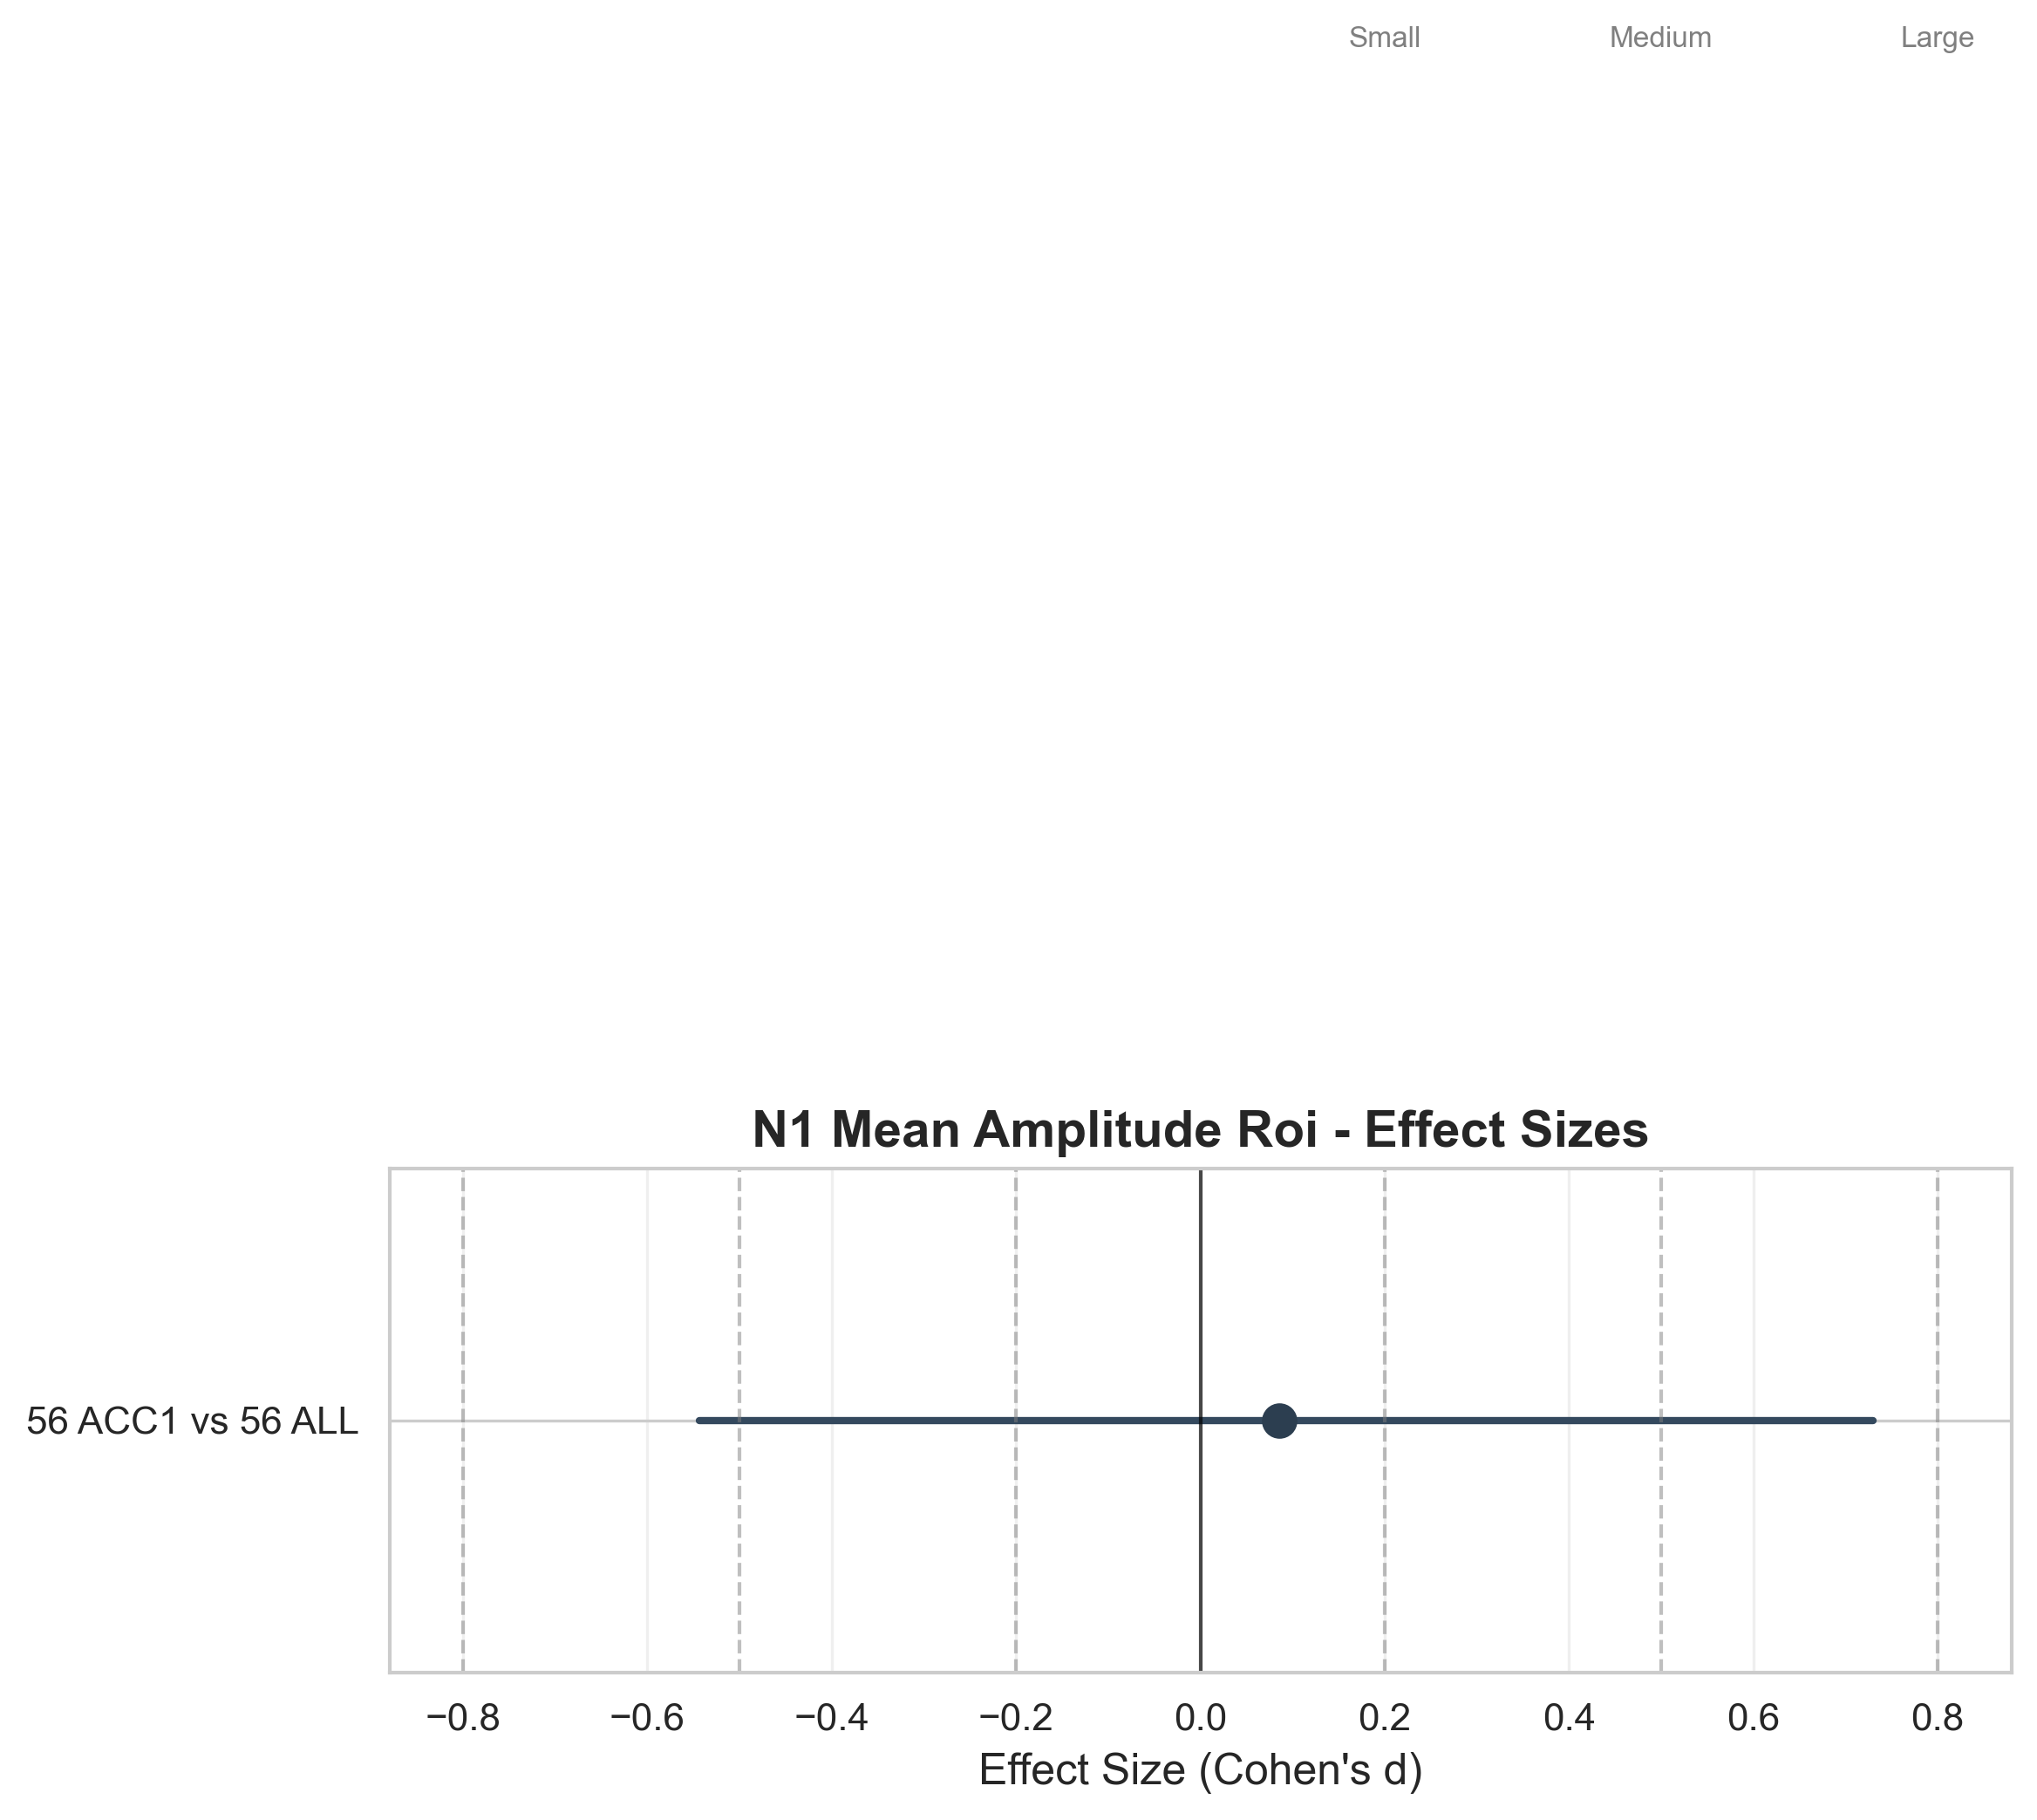 Small Medium Large
N1 Mean Amplitude Roi - Effect Sizes
56 ACC1 vs 56 ALL
−0.8 −0.6 −0.4 −0.2 0.0 0.2 0.4 0.6 0.8
Effect Size (Cohen's d)